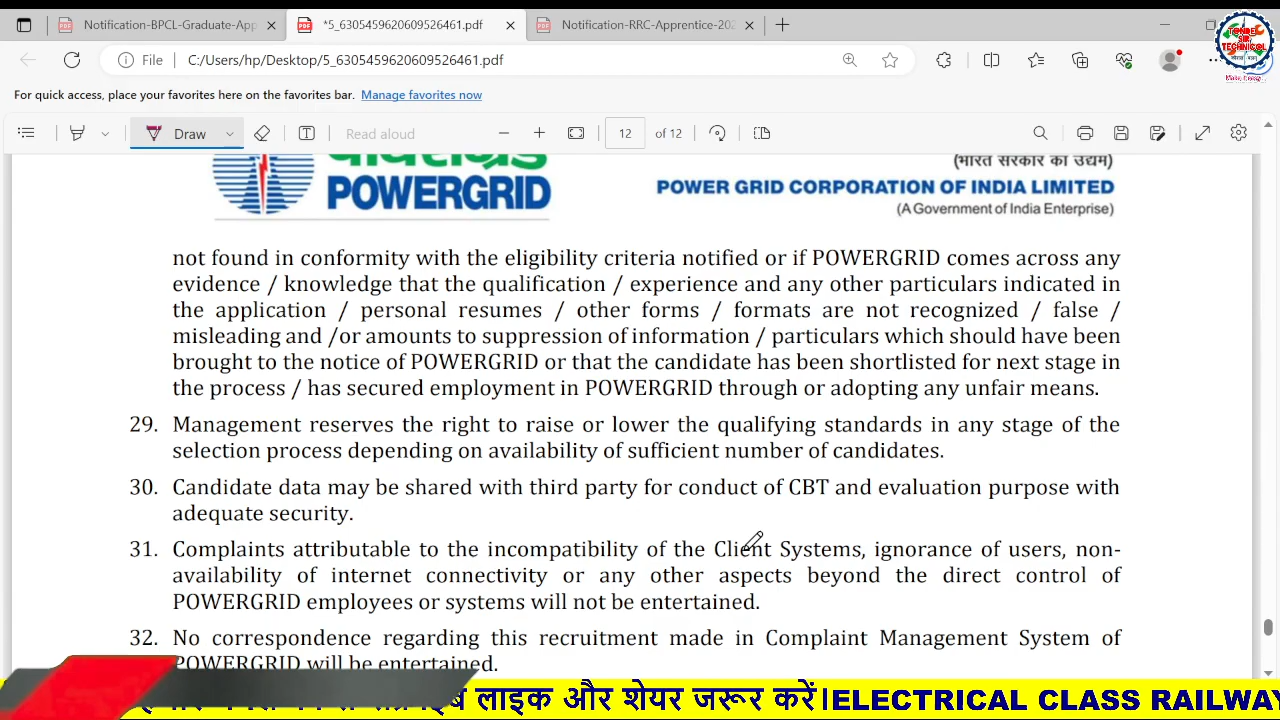 Notification-BPCL-Graduate-App
*5_6305459620609526461.pdf
Notification-RRC-Apprentice-202
TONDE SIR TECHNICOL
File
C:/Users/hp/Desktop/5_6305459620609526461.pdf
For quick access, place your favorites here on the favorites bar. Manage favorites now
Draw
Read aloud
12
of 12
(भारत सरकार का उद्यम)
POWERGRID
POWER GRID CORPORATION OF INDIA LIMITED
(A Government of India Enterprise)
not found in conformity with the eligibility criteria notified or if POWERGRID comes across any
evidence / knowledge that the qualification / experience and any other particulars indicated in
the application / personal resumes / other forms / formats are not recognized / false /
misleading and /or amounts to suppression of information / particulars which should have been
brought to the notice of POWERGRID or that the candidate has been shortlisted for next stage in
the process / has secured employment in POWERGRID through or adopting any unfair means.
29. Management reserves the right to raise or lower the qualifying standards in any stage of the
selection process depending on availability of sufficient number of candidates.
30. Candidate data may be shared with third party for conduct of CBT and evaluation purpose with
adequate security.
31. Complaints attributable to the incompatibility of the Client Systems, ignorance of users, non-
availability of internet connectivity or any other aspects beyond the direct control of
POWERGRID employees or systems will not be entertained.
32. No correspondence regarding this recruitment made in Complaint Management System of
POWERGRID will be entertained.
लाइक और शेयर जरूर करें।ELECTRICAL CLASS RAILWAY